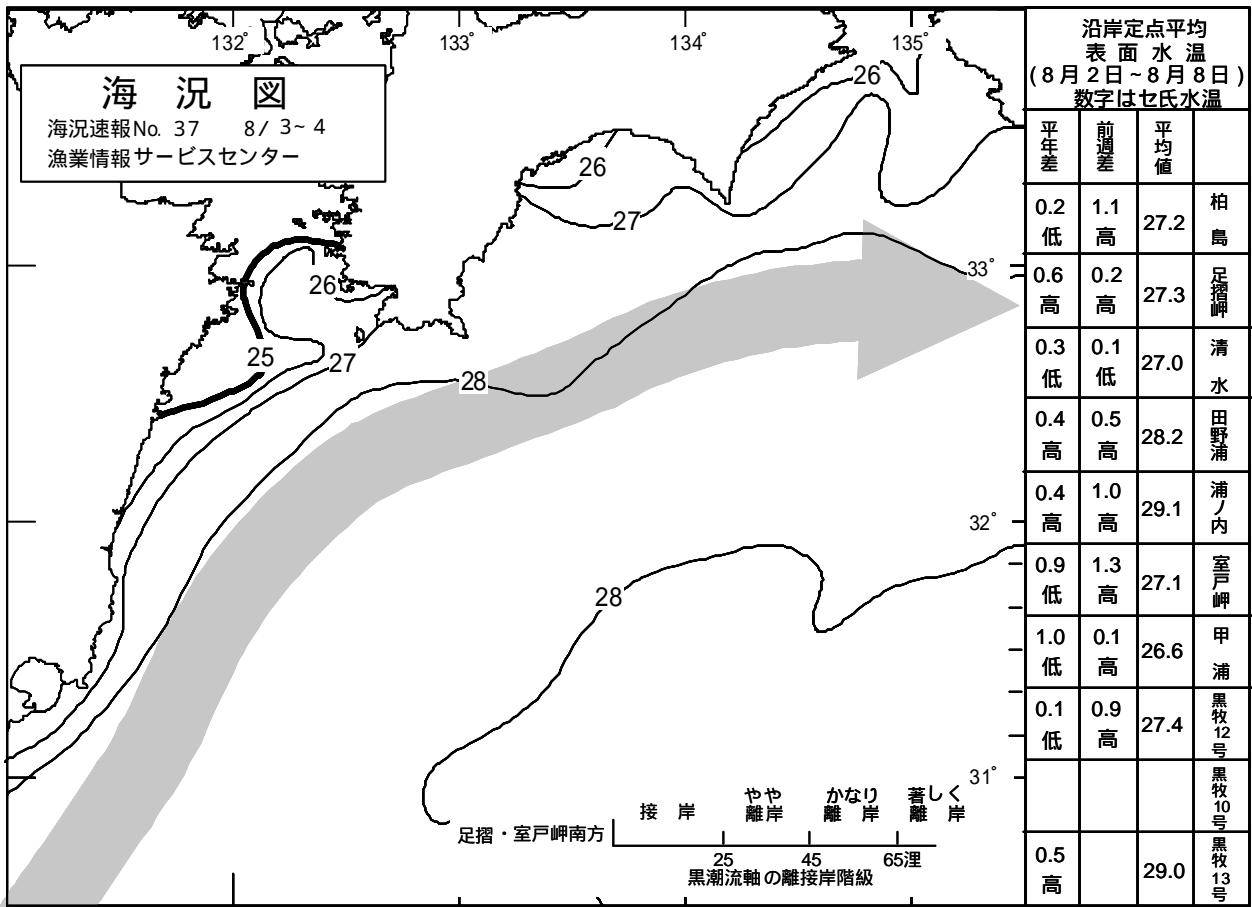 132°
133°
134°
135°
海況図
海況速報No. 37 8/ 3~4
漁業情報サービスセンター
26
26
27
26
25
27
28
28
33°
32°
31°
接岸
やや離岸
かなり離岸
著しく離岸
足摺・室戸岬南方
25 45 65浬
黒潮流軸の離接岸階級
沿岸定点平均
表面水温
(8月2日~8月8日)
数字はセ氏水温
平年差 前週差 平均値
0.2低 1.1高 27.2 柏島
0.6高 0.2高 27.3 足摺岬
0.3低 0.1低 27.0 清水
0.4高 0.5高 28.2 田野浦
0.4高 1.0高 29.1 浦ノ内
0.9低 1.3高 27.1 室戸岬
1.0低 0.1高 26.6 甲浦
0.1低 0.9高 27.4 黒牧12号
黒牧10号
0.5高 29.0 黒牧13号